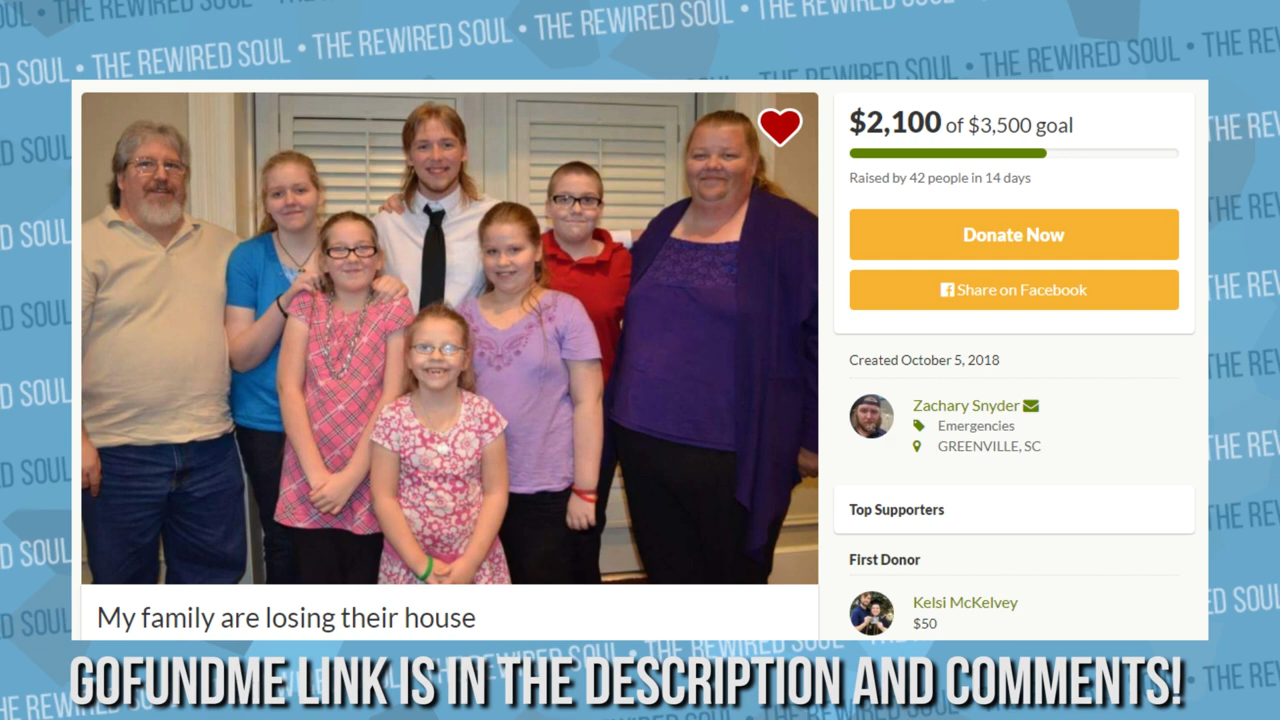 THE REWIRED SOUL • THE REWIRED SOUL • THE REWIRED SOUL •
$2,100 of $3,500 goal
Raised by 42 people in 14 days
Donate Now
Share on Facebook
Created October 5, 2018
Zachary Snyder
Emergencies
GREENVILLE, SC
Top Supporters
First Donor
Kelsi McKelvey
$50
My family are losing their house
GOFUNDME LINK IS IN THE DESCRIPTION AND COMMENTS!